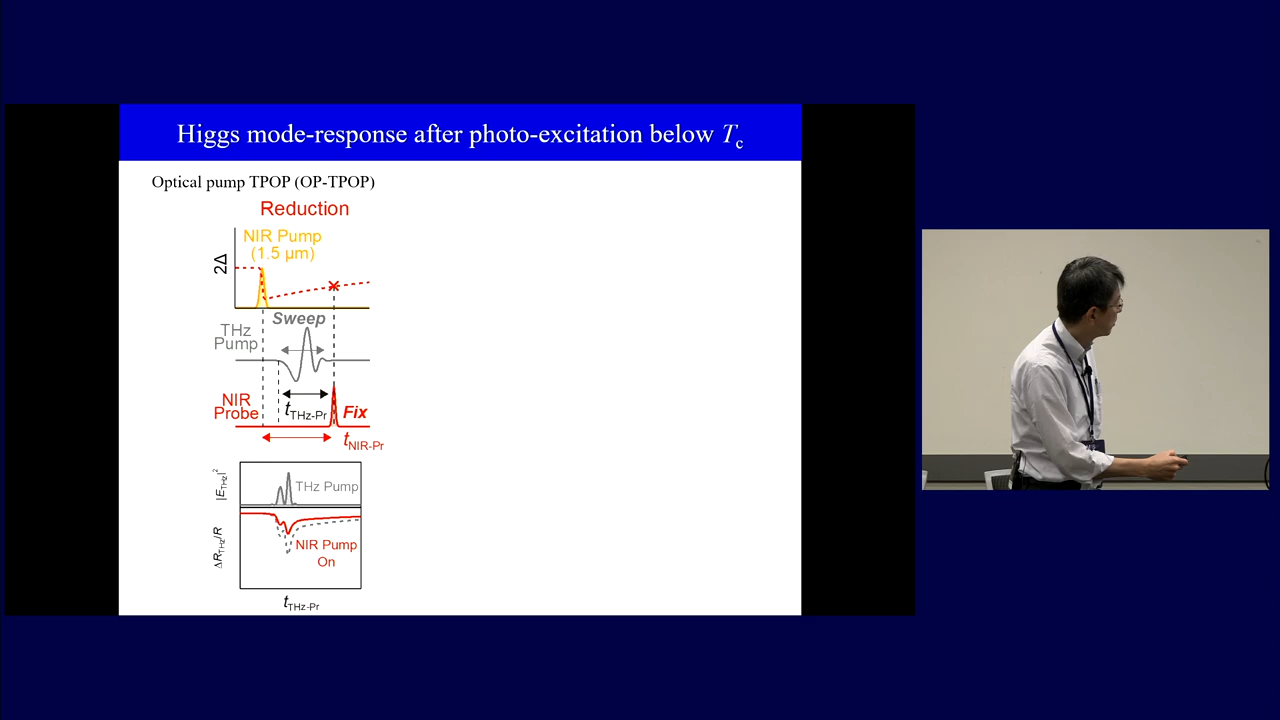 Higgs mode-response after photo-excitation below Tc
Optical pump TPOP (OP-TPOP)
Reduction
NIR Pump
(1.5 μm)
2Δ
Sweep
THz
Pump
tTHz-Pr
NIR
Probe
Fix
tNIR-Pr
|ETHz|²
THz Pump
ΔRTHz/R
NIR Pump
On
tTHz-Pr